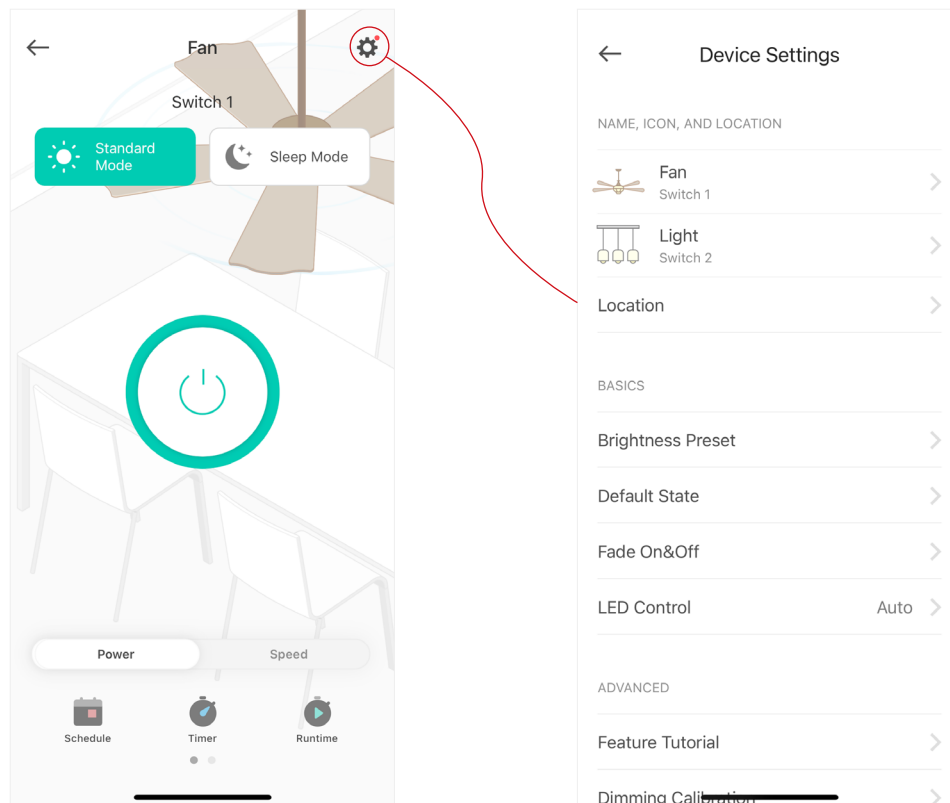 Fan
Switch 1
Standard
Mode
Sleep Mode
Power
Speed
Schedule
Timer
Runtime
Device Settings
NAME, ICON, AND LOCATION
Fan
Switch 1
Light
Switch 2
Location
BASICS
Brightness Preset
Default State
Fade On&Off
LED Control
Auto
ADVANCED
Feature Tutorial
Dimming Calibration